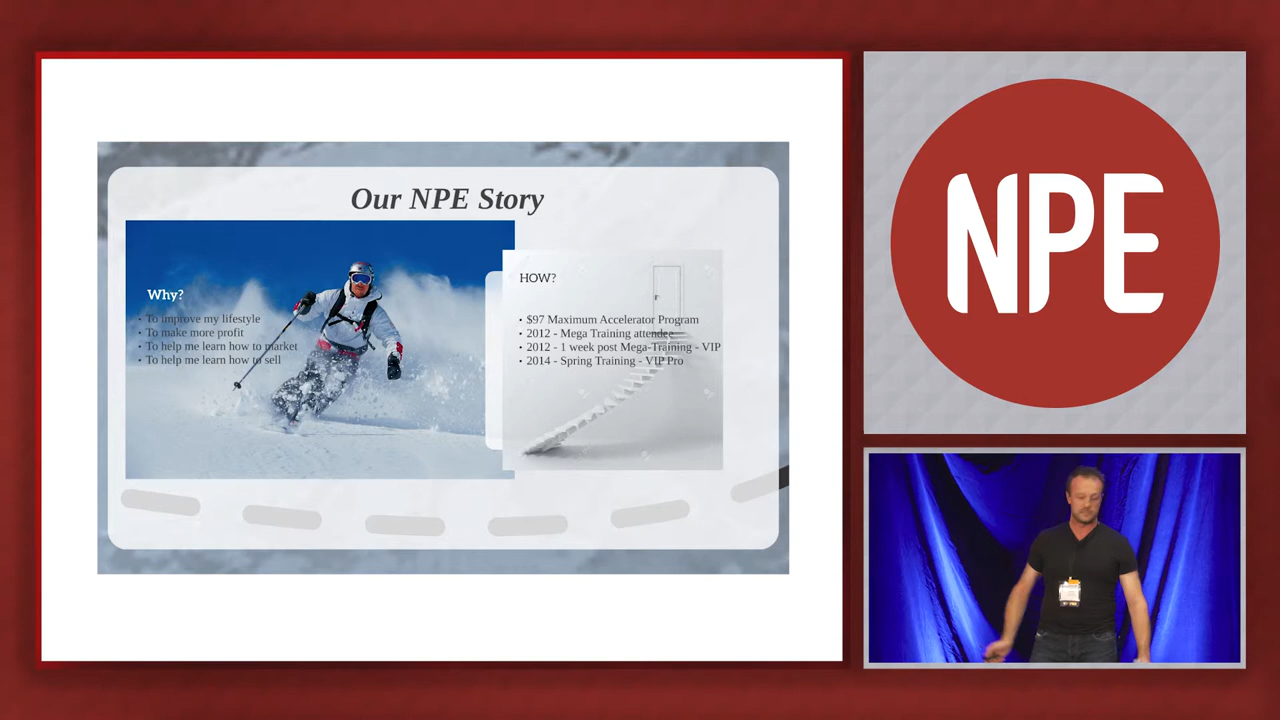 Our NPE Story
Why?
• To improve my lifestyle
• To make more profit
• To help me learn how to market
• To help me learn how to sell
HOW?
• $97 Maximum Accelerator Program
• 2012 - Mega Training attendee
• 2012 - 1 week post Mega-Training - VIP
• 2014 - Spring Training - VIP Pro
NPE